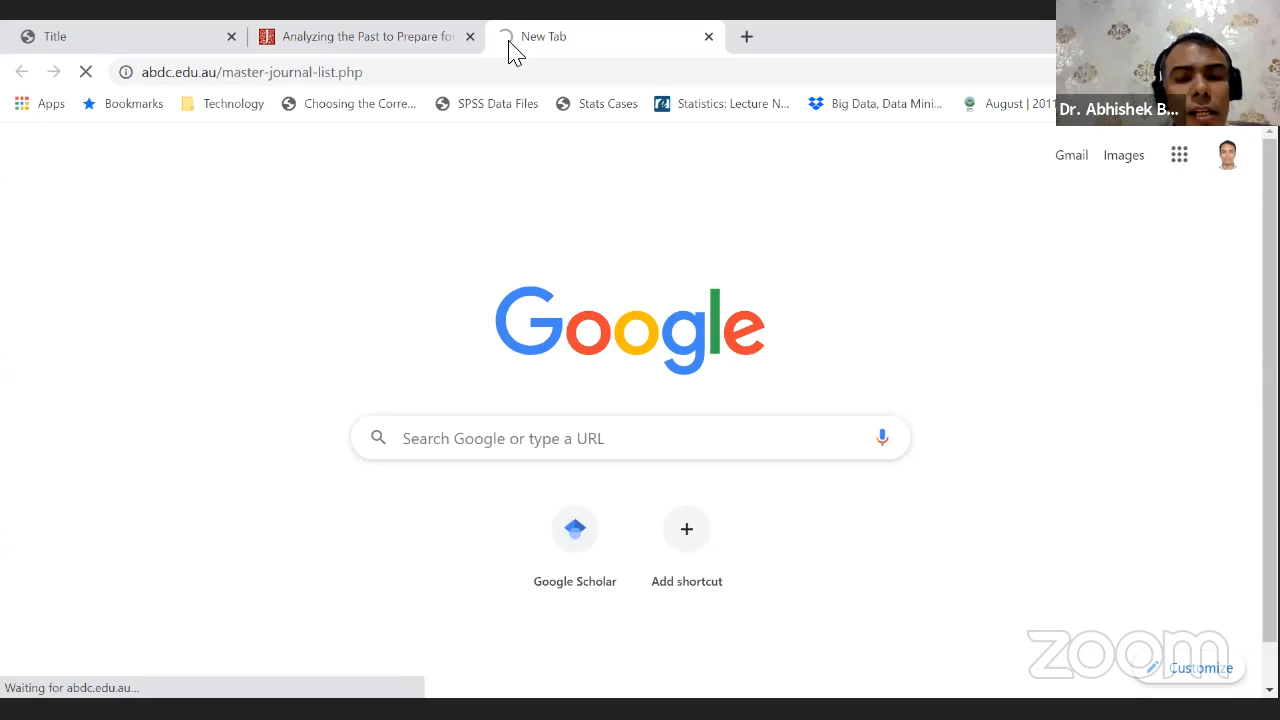 Title
Analyzing the Past to Prepare for
New Tab
abdc.edu.au/master-journal-list.php
Apps
Bookmarks
Technology
Choosing the Corre...
SPSS Data Files
Stats Cases
Statistics: Lecture N...
Big Data, Data Mini...
August | 201
Dr. Abhishek B...
Gmail
Images
Google
Search Google or type a URL
Google Scholar
Add shortcut
zoom
Customize
Waiting for abdc.edu.au...